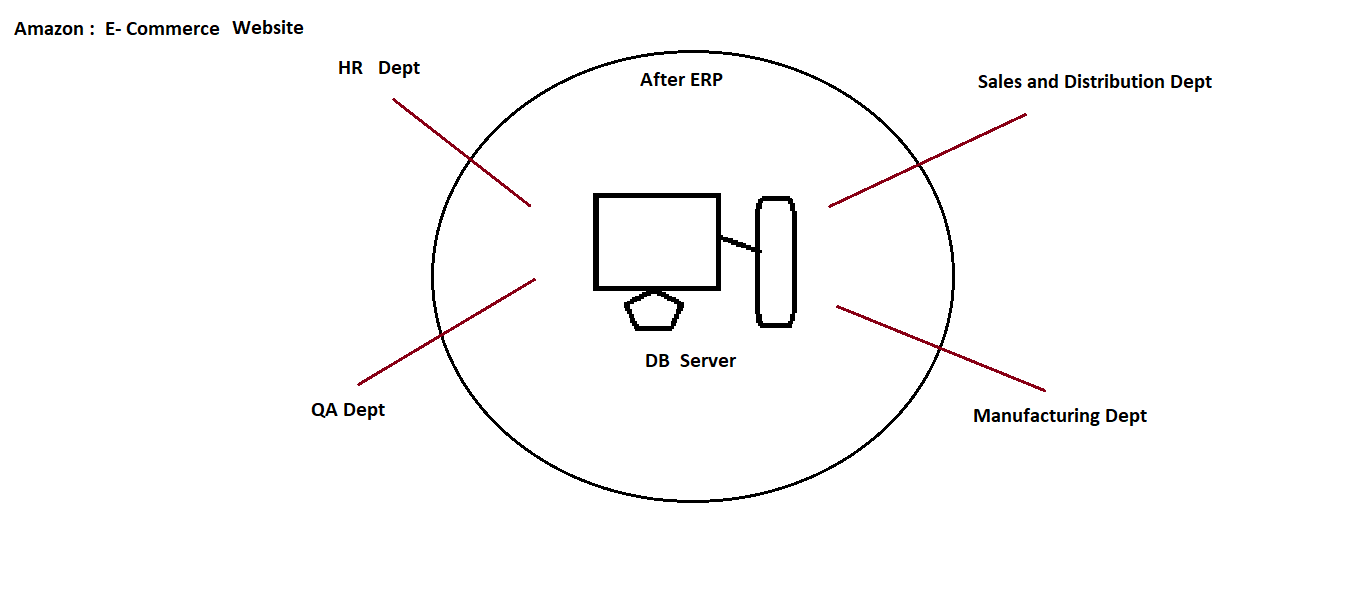 Amazon : E- Commerce Website
HR Dept
After ERP
Sales and Distribution Dept
DB Server
QA Dept
Manufacturing Dept